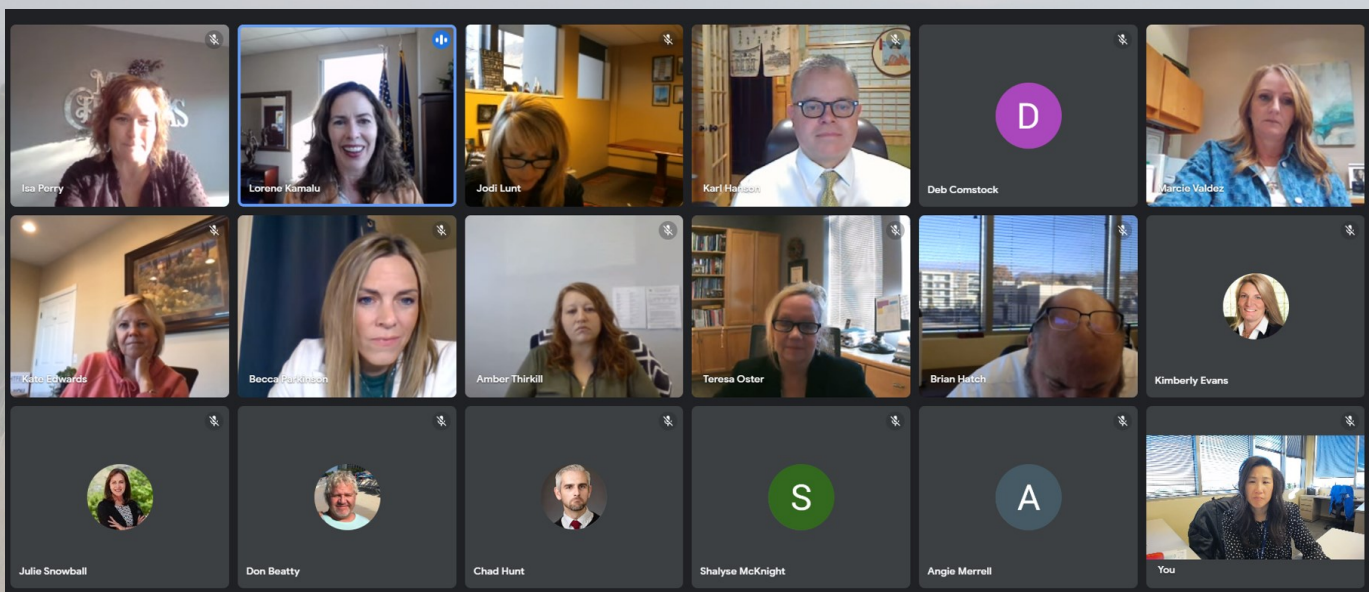 Isa Perry
Lorene Kamalu
Jodi Lunt
Karl Hanson
D
Deb Comstock
Marcie Valdez
Kate Edwards
Becca Parkinson
Amber Thirkill
Teresa Oster
Brian Hatch
Kimberly Evans
Julie Snowball
Don Beatty
Chad Hunt
S
Shalyse McKnight
A
Angie Merrell
You